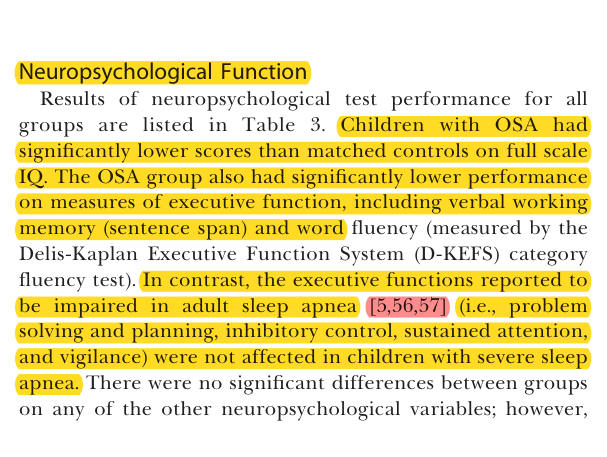 Neuropsychological Function
Results of neuropsychological test performance for all
groups are listed in Table 3. Children with OSA had
significantly lower scores than matched controls on full scale
IQ. The OSA group also had significantly lower performance
on measures of executive function, including verbal working
memory (sentence span) and word fluency (measured by the
Delis-Kaplan Executive Function System (D-KEFS) category
fluency test). In contrast, the executive functions reported to
be impaired in adult sleep apnea [5,56,57] (i.e., problem
solving and planning, inhibitory control, sustained attention,
and vigilance) were not affected in children with severe sleep
apnea. There were no significant differences between groups
on any of the other neuropsychological variables; however,